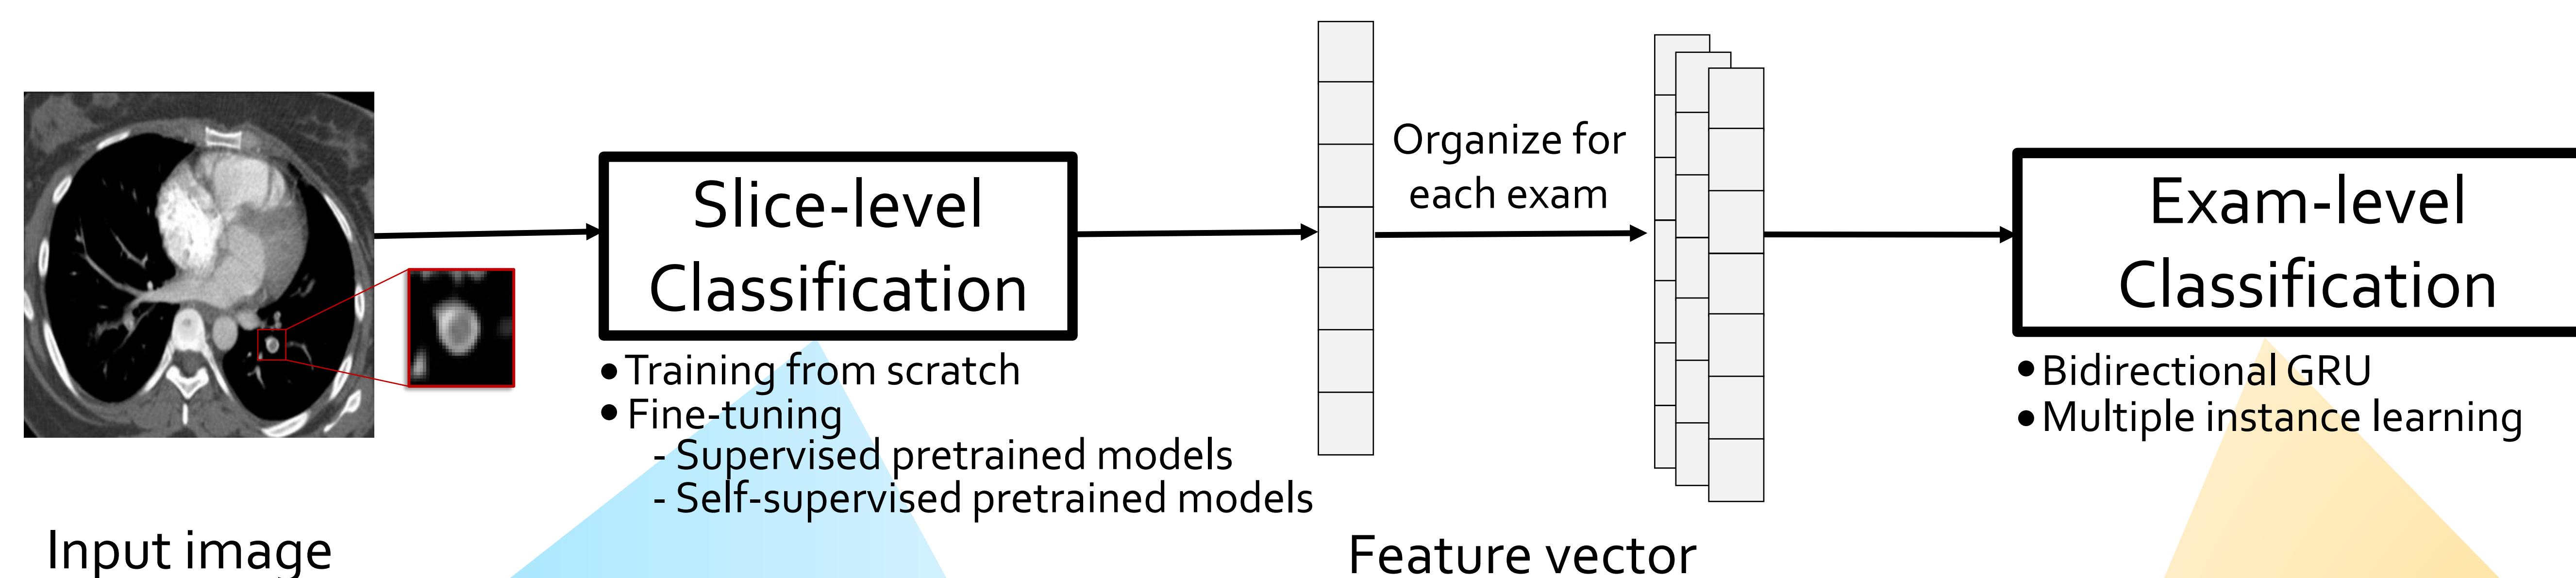 Organize for
each exam
Slice-level
Classification
Exam-level
Classification
• Training from scratch
• Fine-tuning
- Supervised pretrained models
- Self-supervised pretrained models
• Bidirectional GRU
• Multiple instance learning
Input image
Feature vector